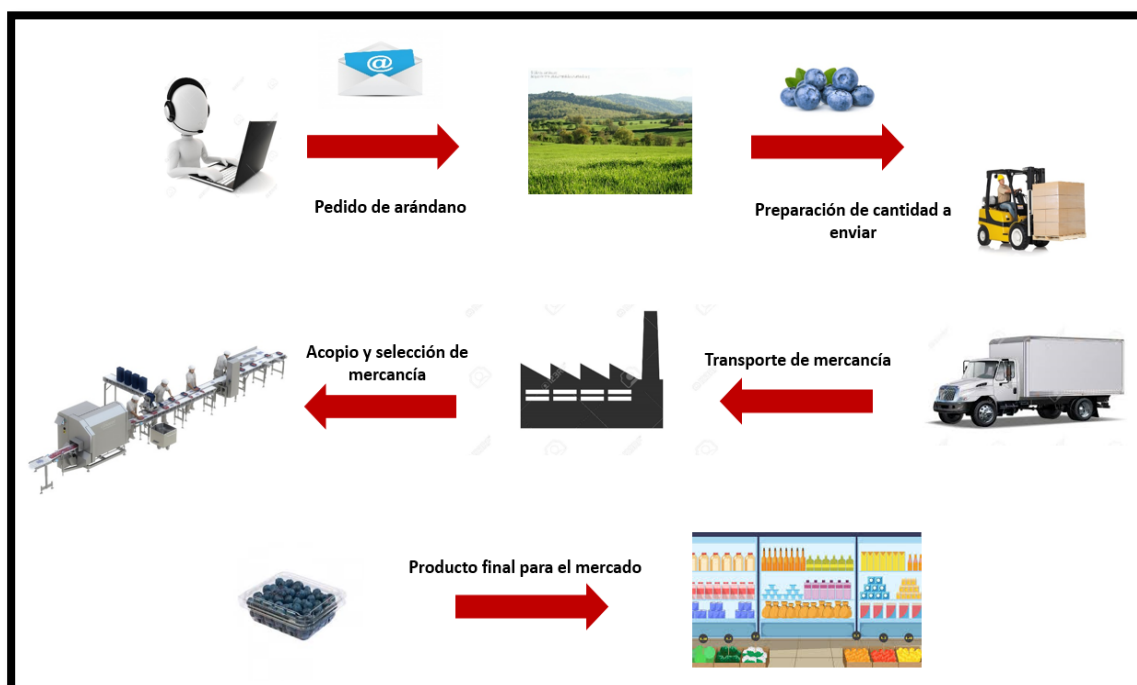 @
Pedido de arándano
Preparación de cantidad a
enviar
Acopio y selección de
mercancía
Transporte de mercancía
Producto final para el mercado